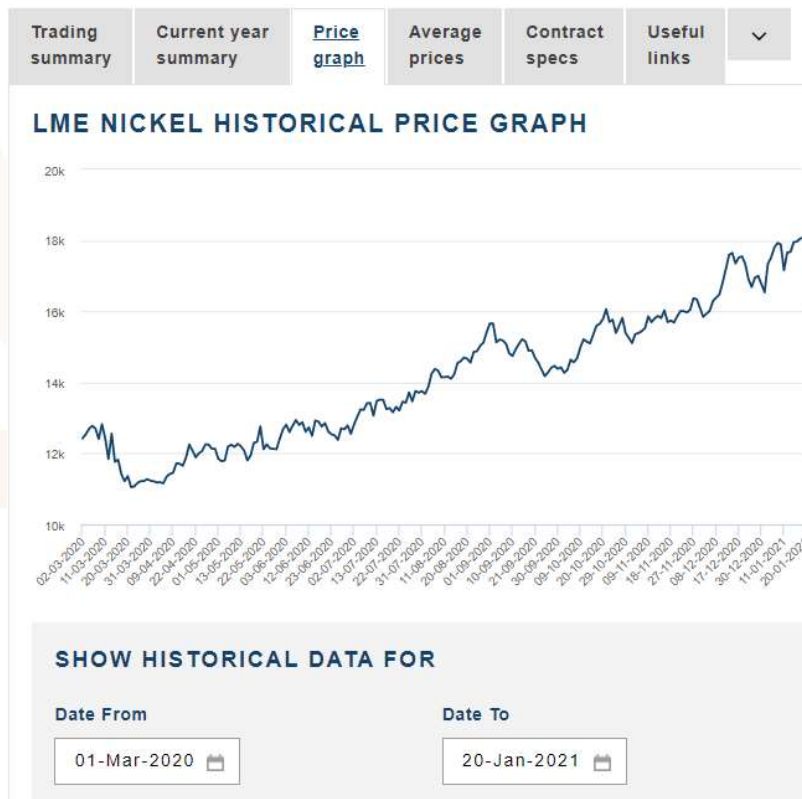 Trading summary
Current year summary
Price graph
Average prices
Contract specs
Useful links
LME NICKEL HISTORICAL PRICE GRAPH
20k
18k
16k
14k
12k
10k
02-03-2020
11-03-2020
20-03-2020
31-03-2020
09-04-2020
22-04-2020
01-05-2020
13-05-2020
22-05-2020
03-06-2020
12-06-2020
23-06-2020
02-07-2020
13-07-2020
22-07-2020
31-07-2020
11-08-2020
20-08-2020
01-09-2020
10-09-2020
21-09-2020
30-09-2020
09-10-2020
20-10-2020
29-10-2020
09-11-2020
18-11-2020
27-11-2020
08-12-2020
17-12-2020
30-12-2020
11-01-2021
SHOW HISTORICAL DATA FOR
Date From
Date To
01-Mar-2020
20-Jan-2021